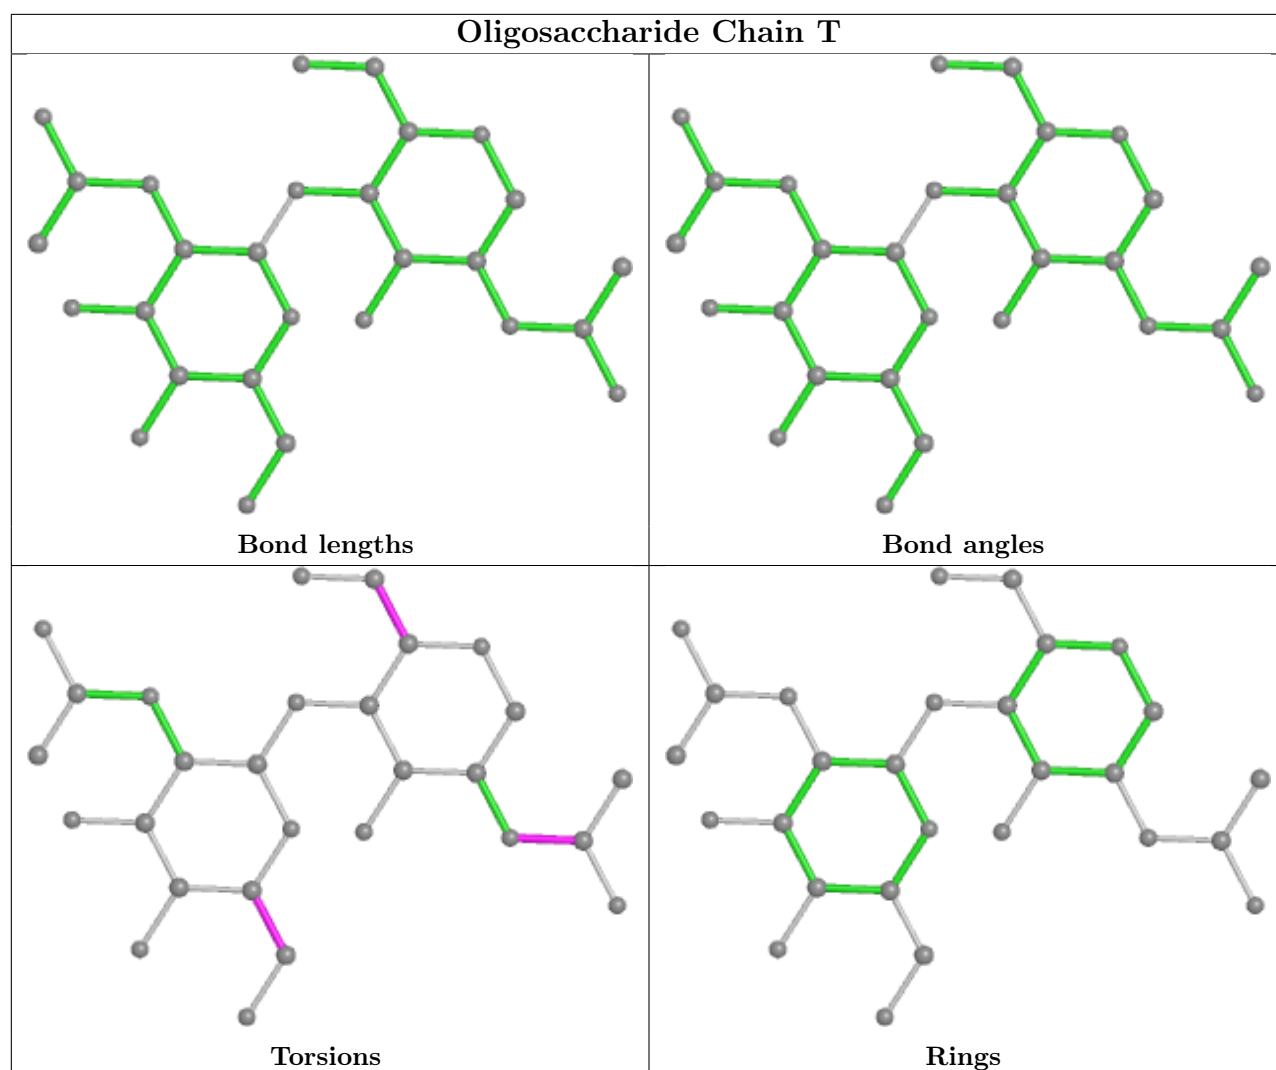 Oligosaccharide Chain T
Bond lengths
Bond angles
Torsions
Rings